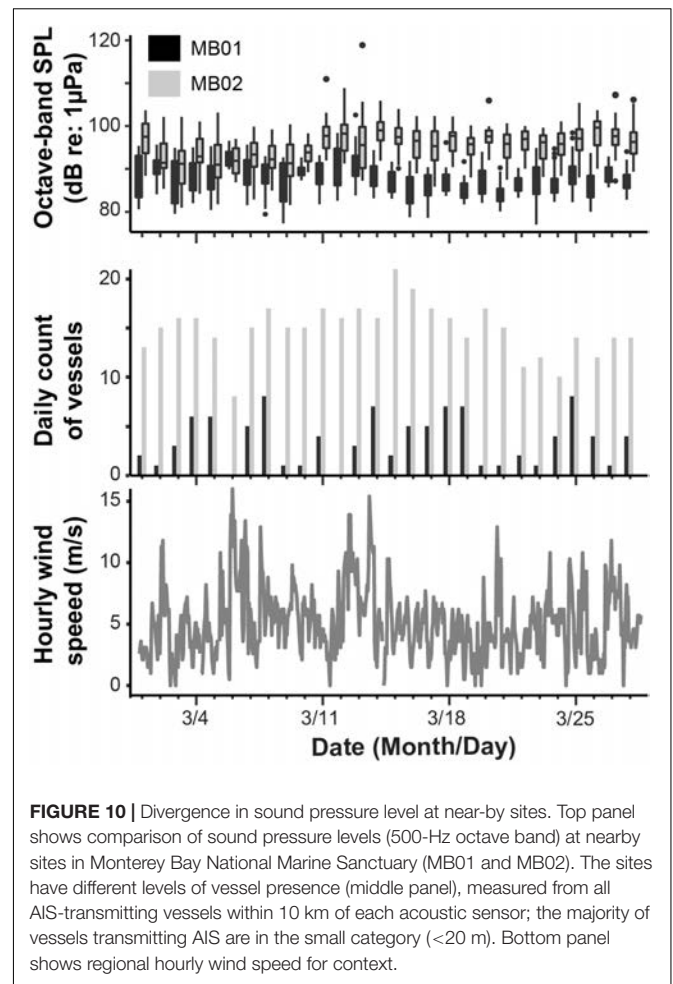 120
100
80
Octave-band SPL
(dB re: 1μPa)
MB01
MB02
20
10
0
Daily count
of vessels
15
10
5
0
Hourly wind
speeed (m/s)
3/4
3/11
3/18
3/25
Date (Month/Day)
FIGURE 10 | Divergence in sound pressure level at near-by sites. Top panel
shows comparison of sound pressure levels (500-Hz octave band) at nearby
sites in Monterey Bay National Marine Sanctuary (MB01 and MB02). The sites
have different levels of vessel presence (middle panel), measured from all
AIS-transmitting vessels within 10 km of each acoustic sensor; the majority of
vessels transmitting AIS are in the small category (<20 m). Bottom panel
shows regional hourly wind speed for context.